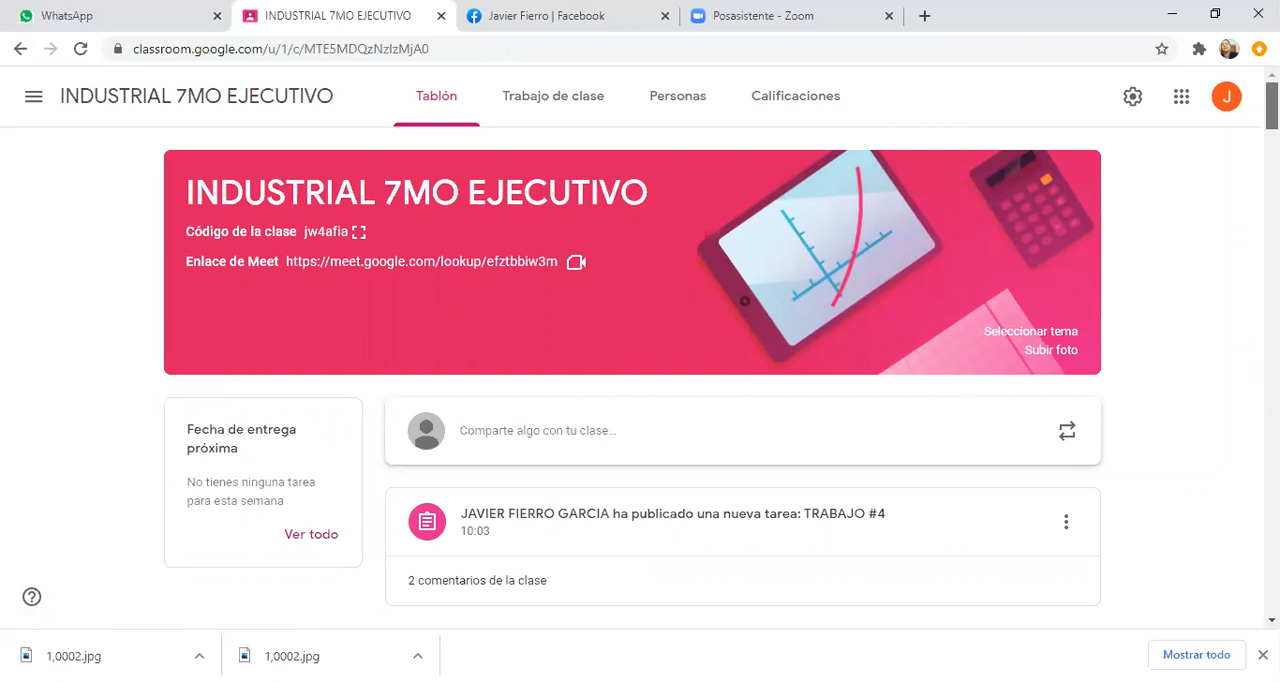 WhatsApp
INDUSTRIAL 7MO EJECUTIVO
Javier Fierro | Facebook
Posasistente - Zoom
classroom.google.com/u/1/c/MTE5MDQzNzIzMjA0
INDUSTRIAL 7MO EJECUTIVO
Tablón
Trabajo de clase
Personas
Calificaciones
J
INDUSTRIAL 7MO EJECUTIVO
Código de la clase jw4afia
Enlace de Meet https://meet.google.com/lookup/efztbbiw3m
Seleccionar tema
Subir foto
Fecha de entrega
próxima
No tienes ninguna tarea
para esta semana
Ver todo
Comparte algo con tu clase...
JAVIER FIERRO GARCIA ha publicado una nueva tarea: TRABAJO #4
10:03
2 comentarios de la clase
1,0002.jpg
1,0002.jpg
Mostrar todo